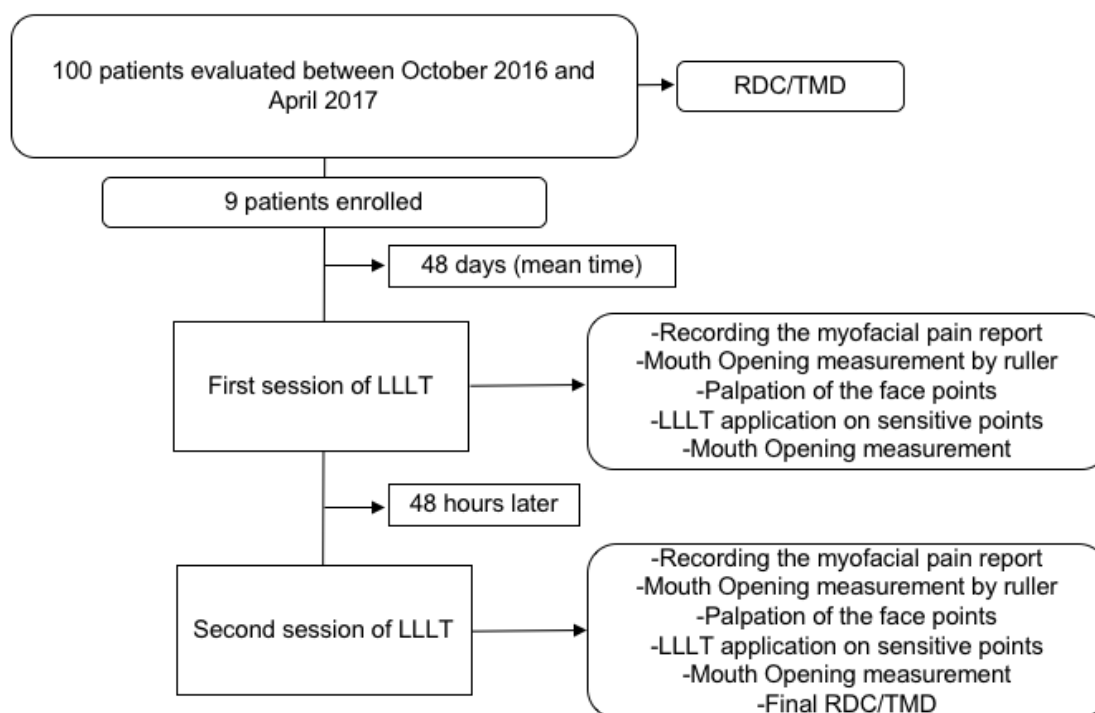 100 patients evaluated between October 2016 and
April 2017
RDC/TMD
9 patients enrolled
48 days (mean time)
First session of LLLT
-Recording the myofacial pain report
-Mouth Opening measurement by ruller
-Palpation of the face points
-LLLT application on sensitive points
-Mouth Opening measurement
48 hours later
Second session of LLLT
-Recording the myofacial pain report
-Mouth Opening measurement by ruller
-Palpation of the face points
-LLLT application on sensitive points
-Mouth Opening measurement
-Final RDC/TMD